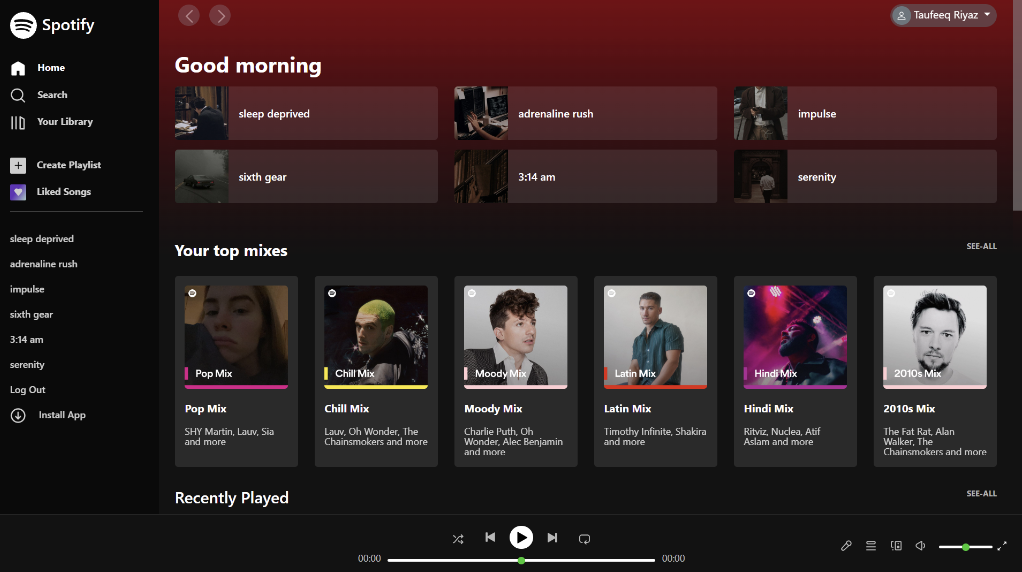 Spotify
Home
Search
Your Library
Create Playlist
Liked Songs
sleep deprived
adrenaline rush
impulse
sixth gear
3:14 am
serenity
Log Out
Install App
Taufeeq Riyaz
Good morning
sleep deprived
adrenaline rush
impulse
sixth gear
3:14 am
serenity
Your top mixes
SEE-ALL
Pop Mix
Pop Mix
SHY Martin, Lauv, Sia
and more
Chill Mix
Chill Mix
Lauv, Oh Wonder, The
Chainsmokers and more
Moody Mix
Moody Mix
Charlie Puth, Oh
Wonder, Alec Benjamin
and more
Latin Mix
Latin Mix
Timothy Infinite, Shakira
and more
Hindi Mix
Hindi Mix
Ritviz, Nuclea, Atif
Aslam and more
2010s Mix
2010s Mix
The Fat Rat, Alan
Walker, The
Chainsmokers and more
Recently Played
SEE-ALL
00:00
00:00